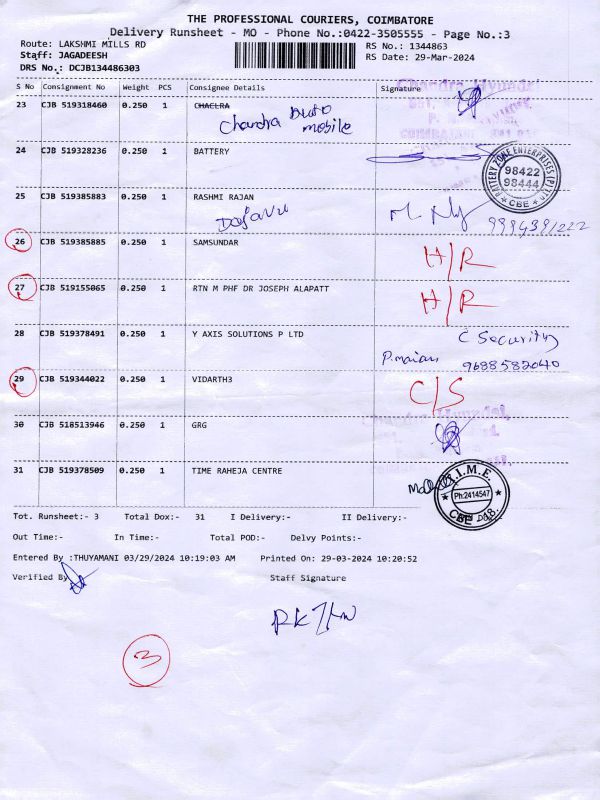 THE PROFESSIONAL COURIERS, COIMBATORE
Delivery Runsheet - MO - Phone No.:0422-3505555 - Page No.:3
Route: LAKSHMI MILLS RD RS No.: 1344863
Staff: JAGADEESH RS Date: 29-Mar-2024
DRS No.: DCJB134486303
S No Consignment No Weight PCS Consignee Details Signature
23 CJB 519318460 0.250 1 CHAELRA
Chandra Auto
mobile
24 CJB 519328236 0.250 1 BATTERY
BATTERY ZONE ENTERPRISES (P) LTD
98422
98444
* CBE *
25 CJB 519385883 0.250 1 RASHMI RAJAN
Dejavu
26 CJB 519385885 0.250 1 SAMSUNDAR H/R
27 CJB 519155065 0.250 1 RTN M PHF DR JOSEPH ALAPATT H/R
28 CJB 519378491 0.250 1 Y AXIS SOLUTIONS P LTD C Security
9688582040
29 CJB 519344022 0.250 1 VIDARTH3 C/S
30 CJB 518513946 0.250 1 GRG
31 CJB 519378509 0.250 1 TIME RAHEJA CENTRE
T.I.M.E.
Ph:2414547
Tot. Runsheet:- 3 Total Dox:- 31 I Delivery:- II Delivery:-
Out Time:- In Time:- Total POD:- Delvy Points:-
Entered By :THUYAMANI 03/29/2024 10:19:03 AM Printed On: 29-03-2024 10:20:52
Verified By Staff Signature
3